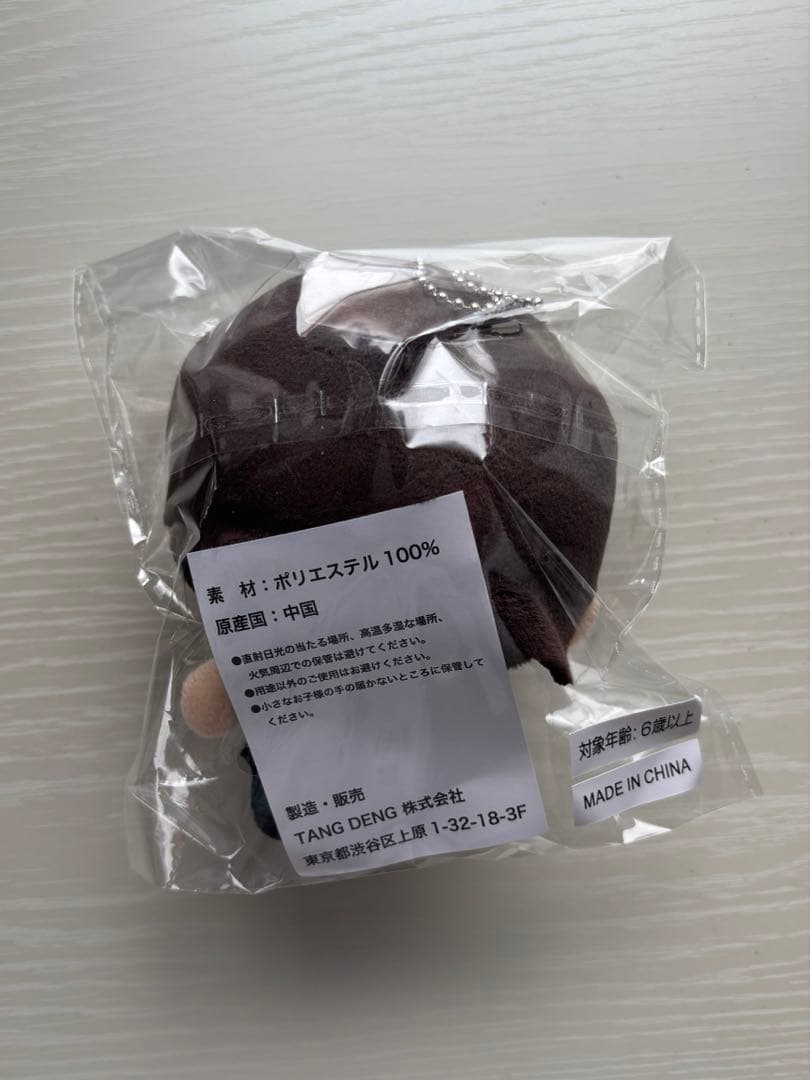 素　材：ポリエステル 100%
原産国：中国
●直射日光の当たる場所、高温多湿な場所、
火気周辺での保管は避けてください。
●用途以外のご使用はお避けください。
●小さなお子様の手の届かないところに保管して
ください。
製造・販売
TANG DENG 株式会社
東京都渋谷区上原 1-32-18-3F
対象年齢: 6歳以上
MADE IN CHINA